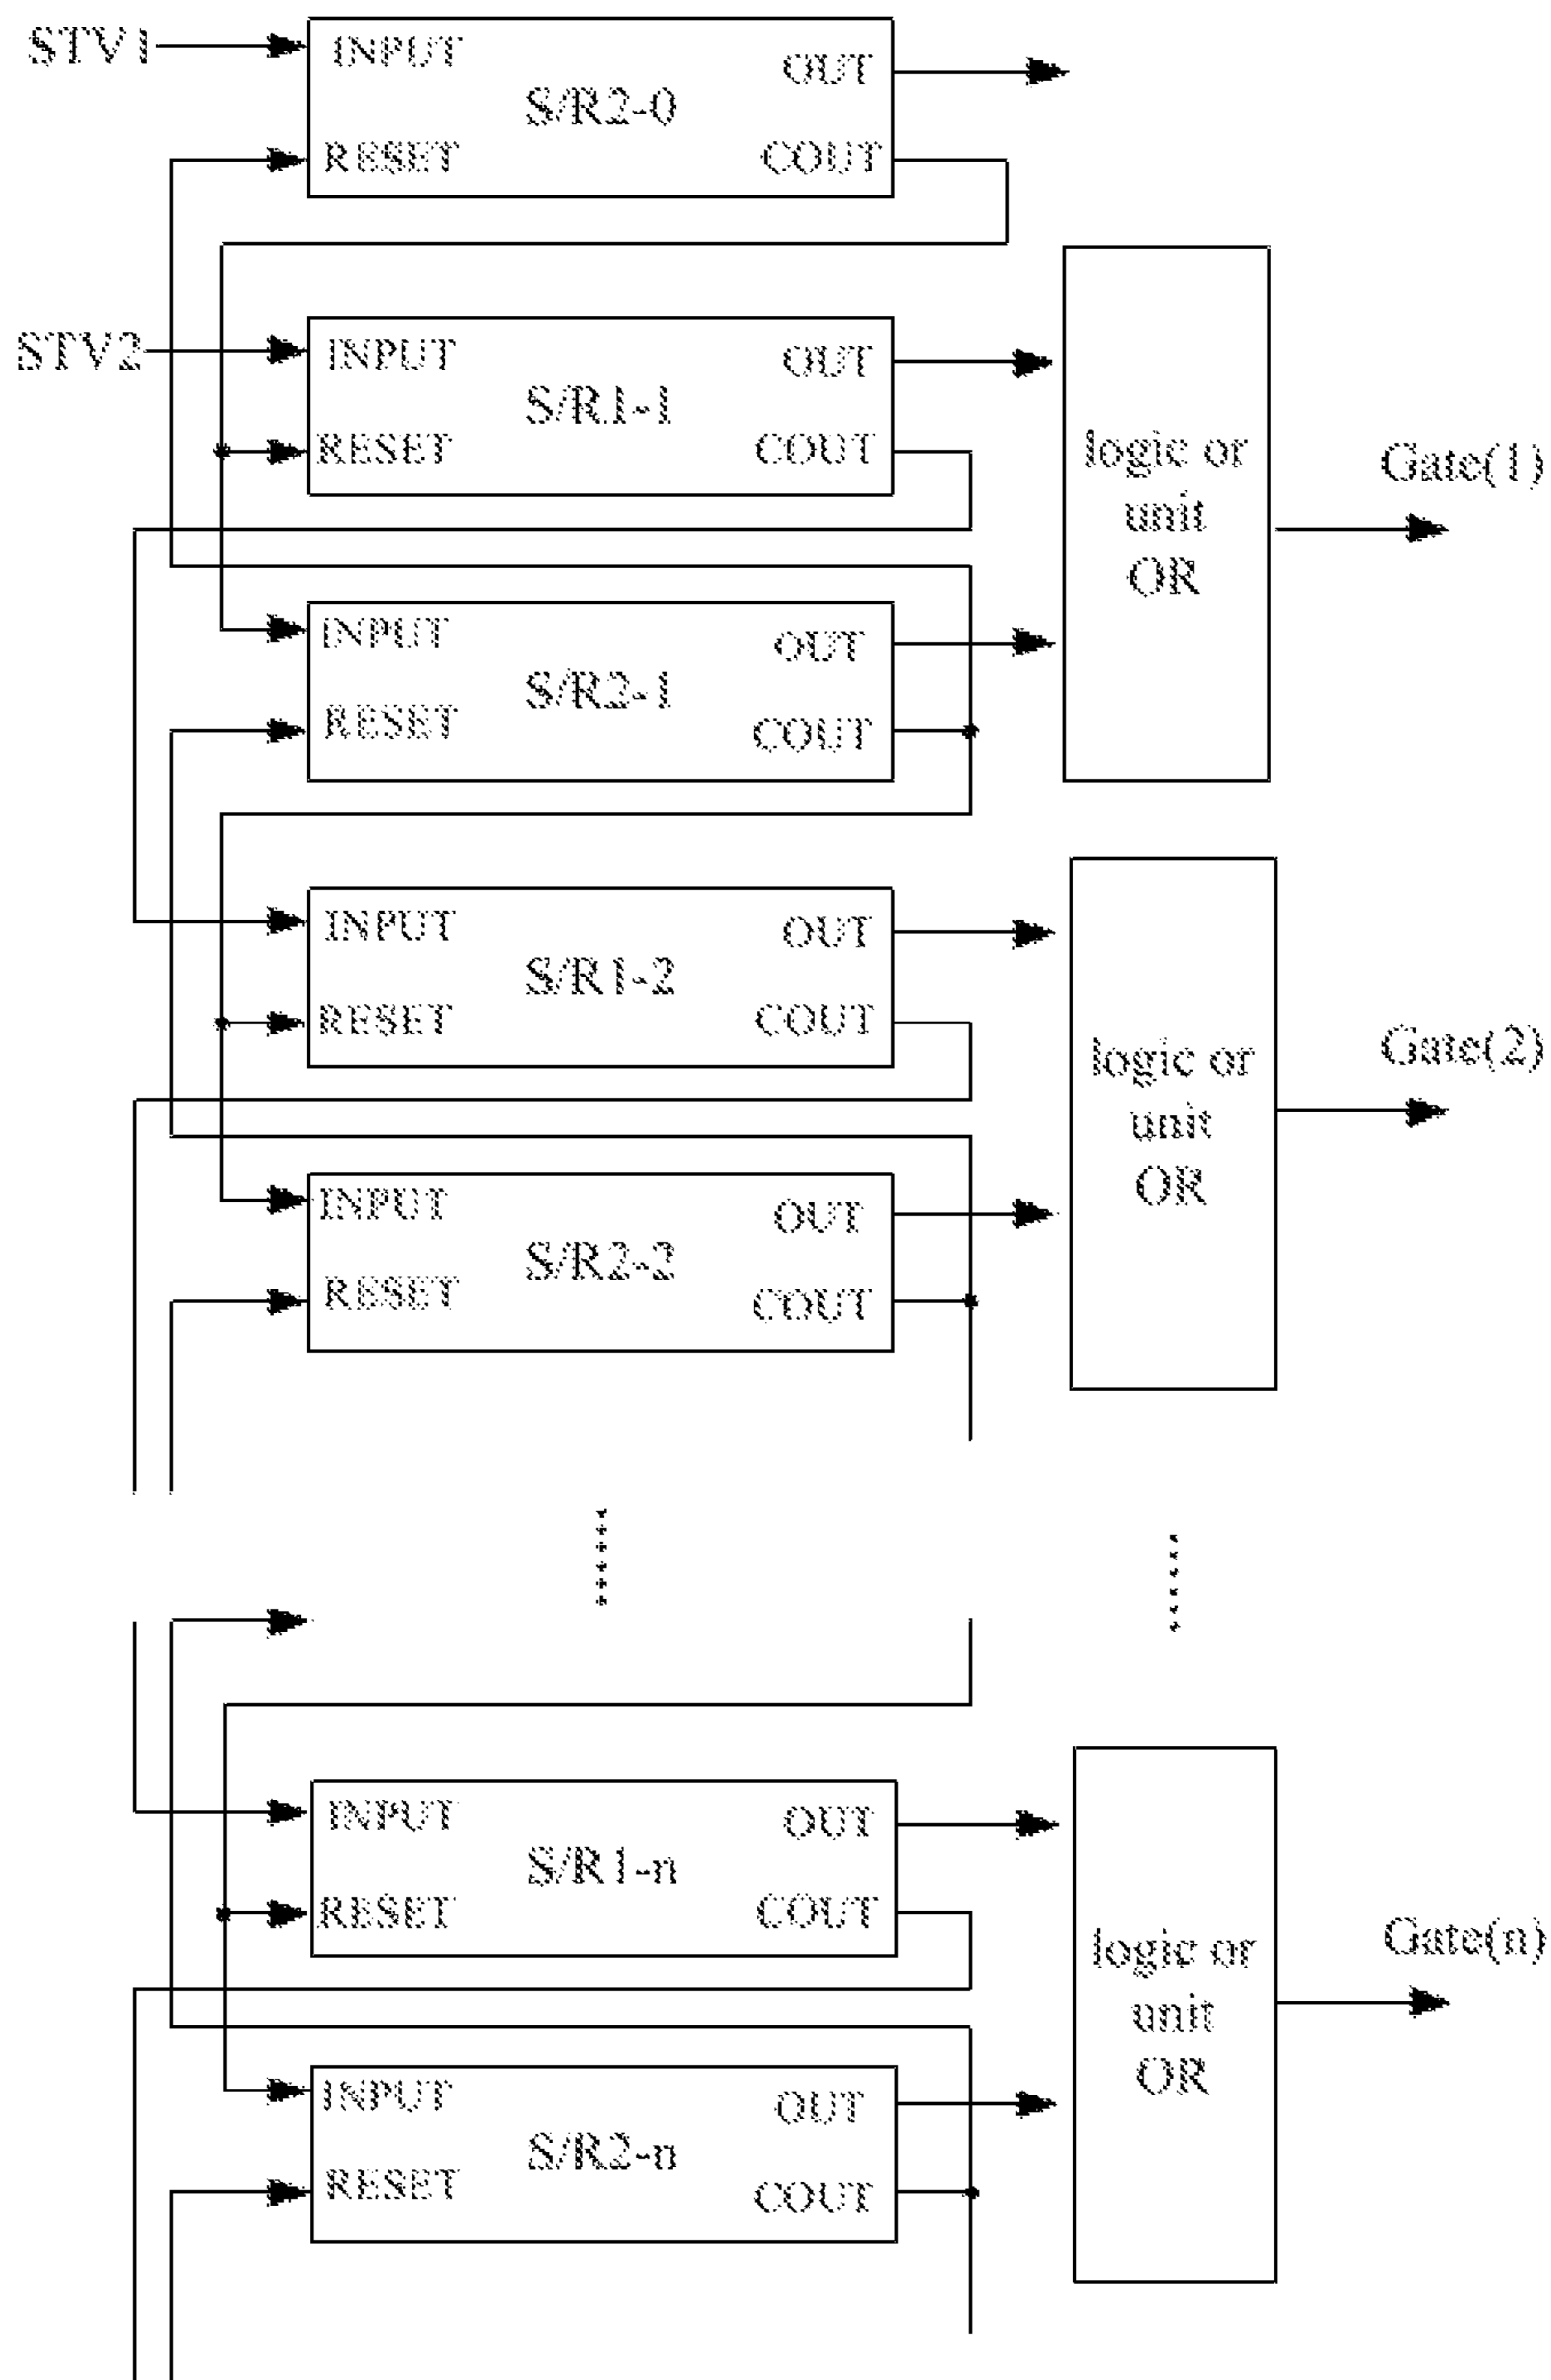 STV1
INPUT
OUT
S/R2-0
RESET
COUT
STV2
INPUT
OUT
S/R1-1
RESET
COUT
logic or
unit
OR
Gate(1)
INPUT
OUT
S/R2-1
RESET
COUT
INPUT
OUT
S/R1-2
RESET
COUT
logic or
unit
OR
Gate(2)
INPUT
OUT
S/R2-2
RESET
COUT
INPUT
OUT
S/R1-n
RESET
COUT
logic or
unit
OR
Gate(n)
INPUT
OUT
S/R2-n
RESET
COUT